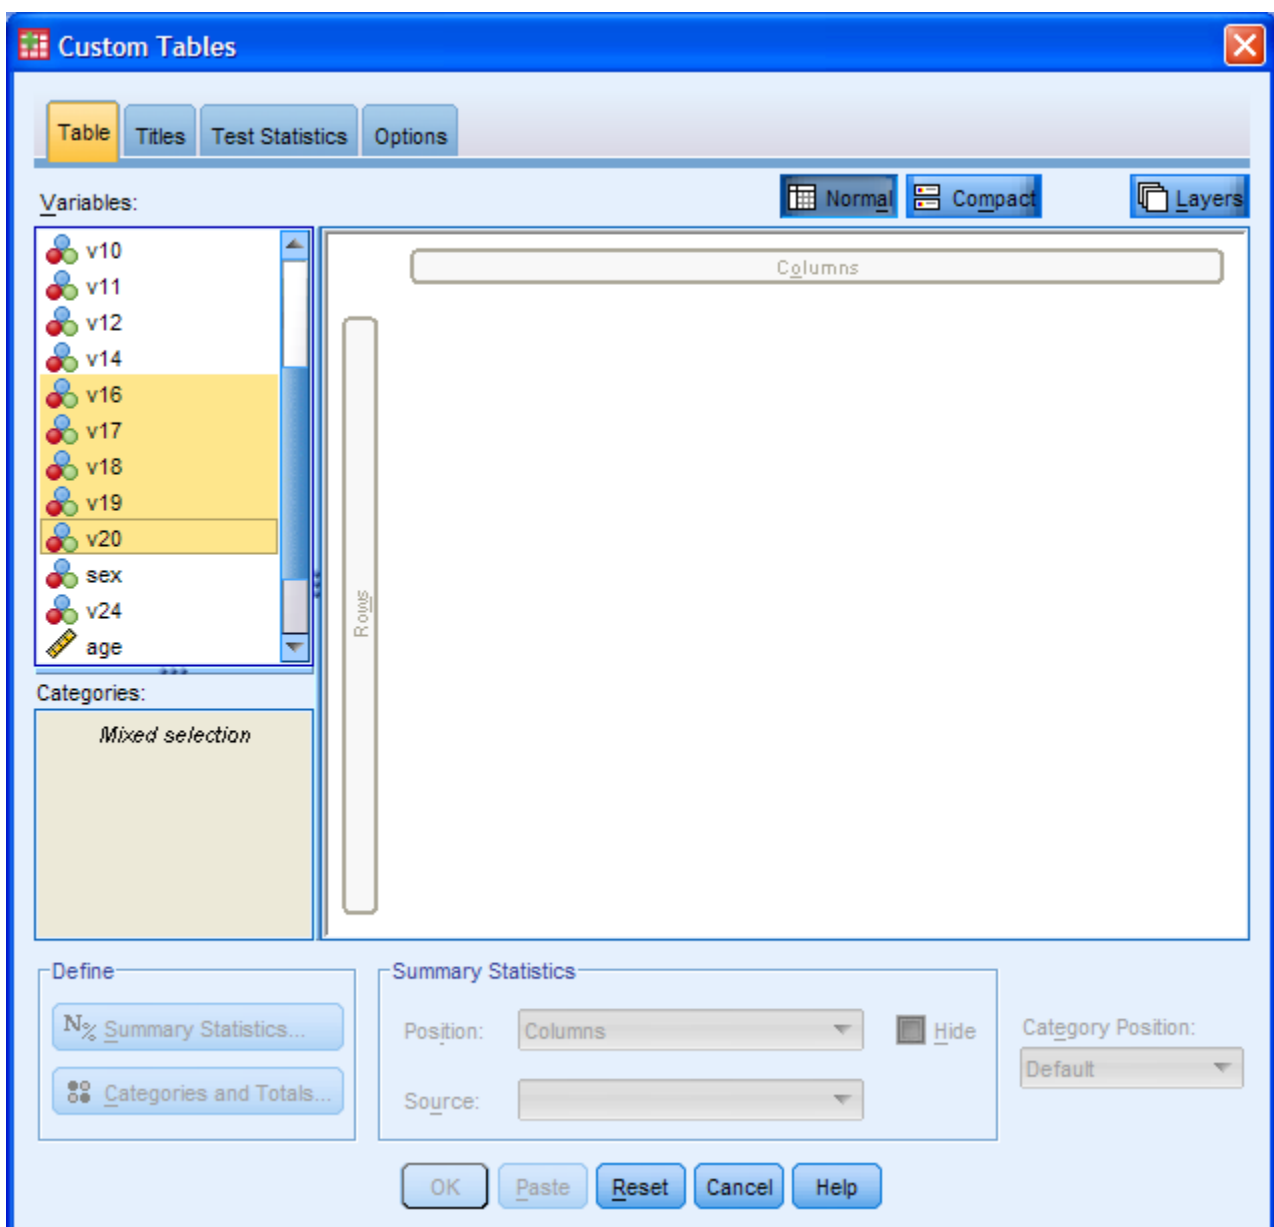 Custom Tables
Table Titles Test Statistics Options
Variables:
Normal Compact Layers
v10
v11
v12
v14
v16
v17
v18
v19
v20
sex
v24
age
Columns
Rows
Categories:
Mixed selection
Define
N% Summary Statistics...
Categories and Totals...
Summary Statistics
Position: Columns Hide
Source:
Category Position:
Default
OK Paste Reset Cancel Help